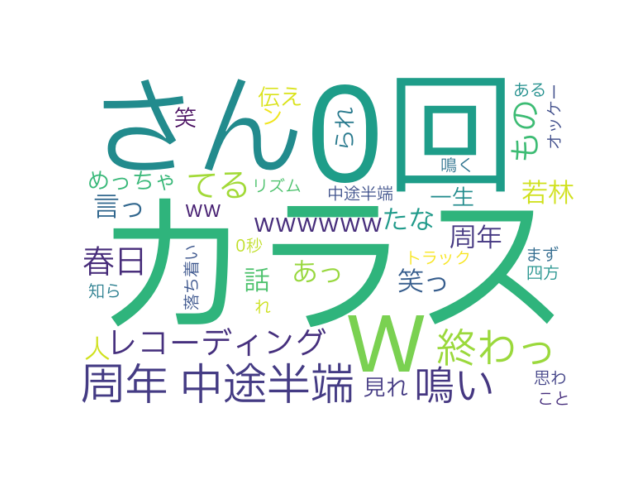 さん 0回
ある
伝え
ン
笑
られ
もの
オッケー
鳴く
めっちゃ
てる
リズム
中途半端
一生
若林
言っ
ww
wwwwww
たな
カラス
周年
春日
落ち着い
0秒
あっ
トラック
まず
四方
知ら
話
れ
笑っ
人
レコーディング
w
終わっ
周年 中途半端
見れ
鳴い
思わ
こと